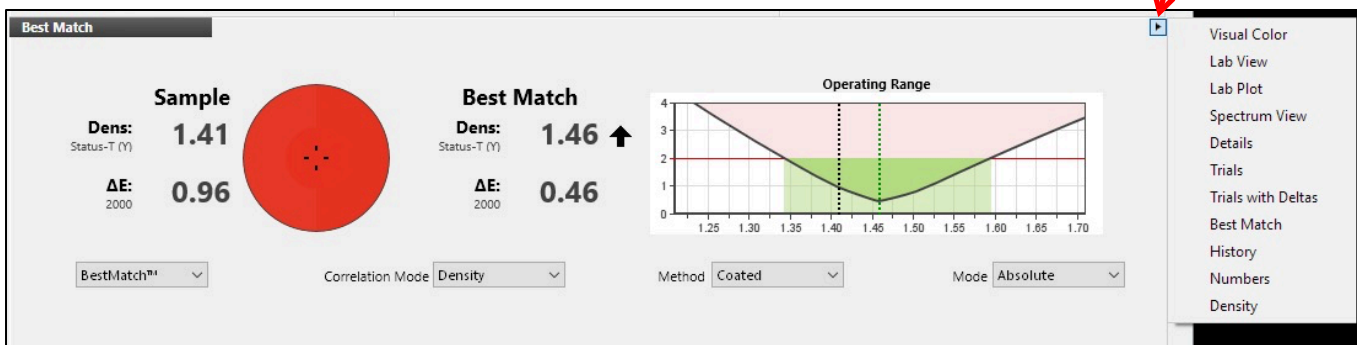 Best Match
Sample
Dens: 1.41
Status-T (Y)
ΔE: 0.96
2000
Best Match
Dens: 1.46
Status-T (Y)
ΔE: 0.46
2000
Operating Range
4
3
2
1
0
1.25 1.30 1.35 1.40 1.45 1.50 1.55 1.60 1.65 1.70
BestMatch™ Correlation Mode Density Method Coated Mode Absolute
Visual Color
Lab View
Lab Plot
Spectrum View
Details
Trials
Trials with Deltas
Best Match
History
Numbers
Density